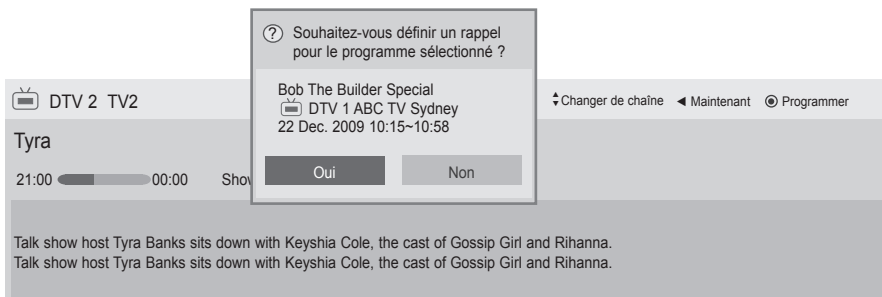 Souhaitez-vous définir un rappel
pour le programme sélectionné ?
Bob The Builder Special
DTV 1 ABC TV Sydney
22 Dec. 2009 10:15~10:58
Oui Non
DTV 2 TV2
Changer de chaîne Maintenant Programmer
Tyra
21:00 00:00
Talk show host Tyra Banks sits down with Keyshia Cole, the cast of Gossip Girl and Rihanna.
Talk show host Tyra Banks sits down with Keyshia Cole, the cast of Gossip Girl and Rihanna.